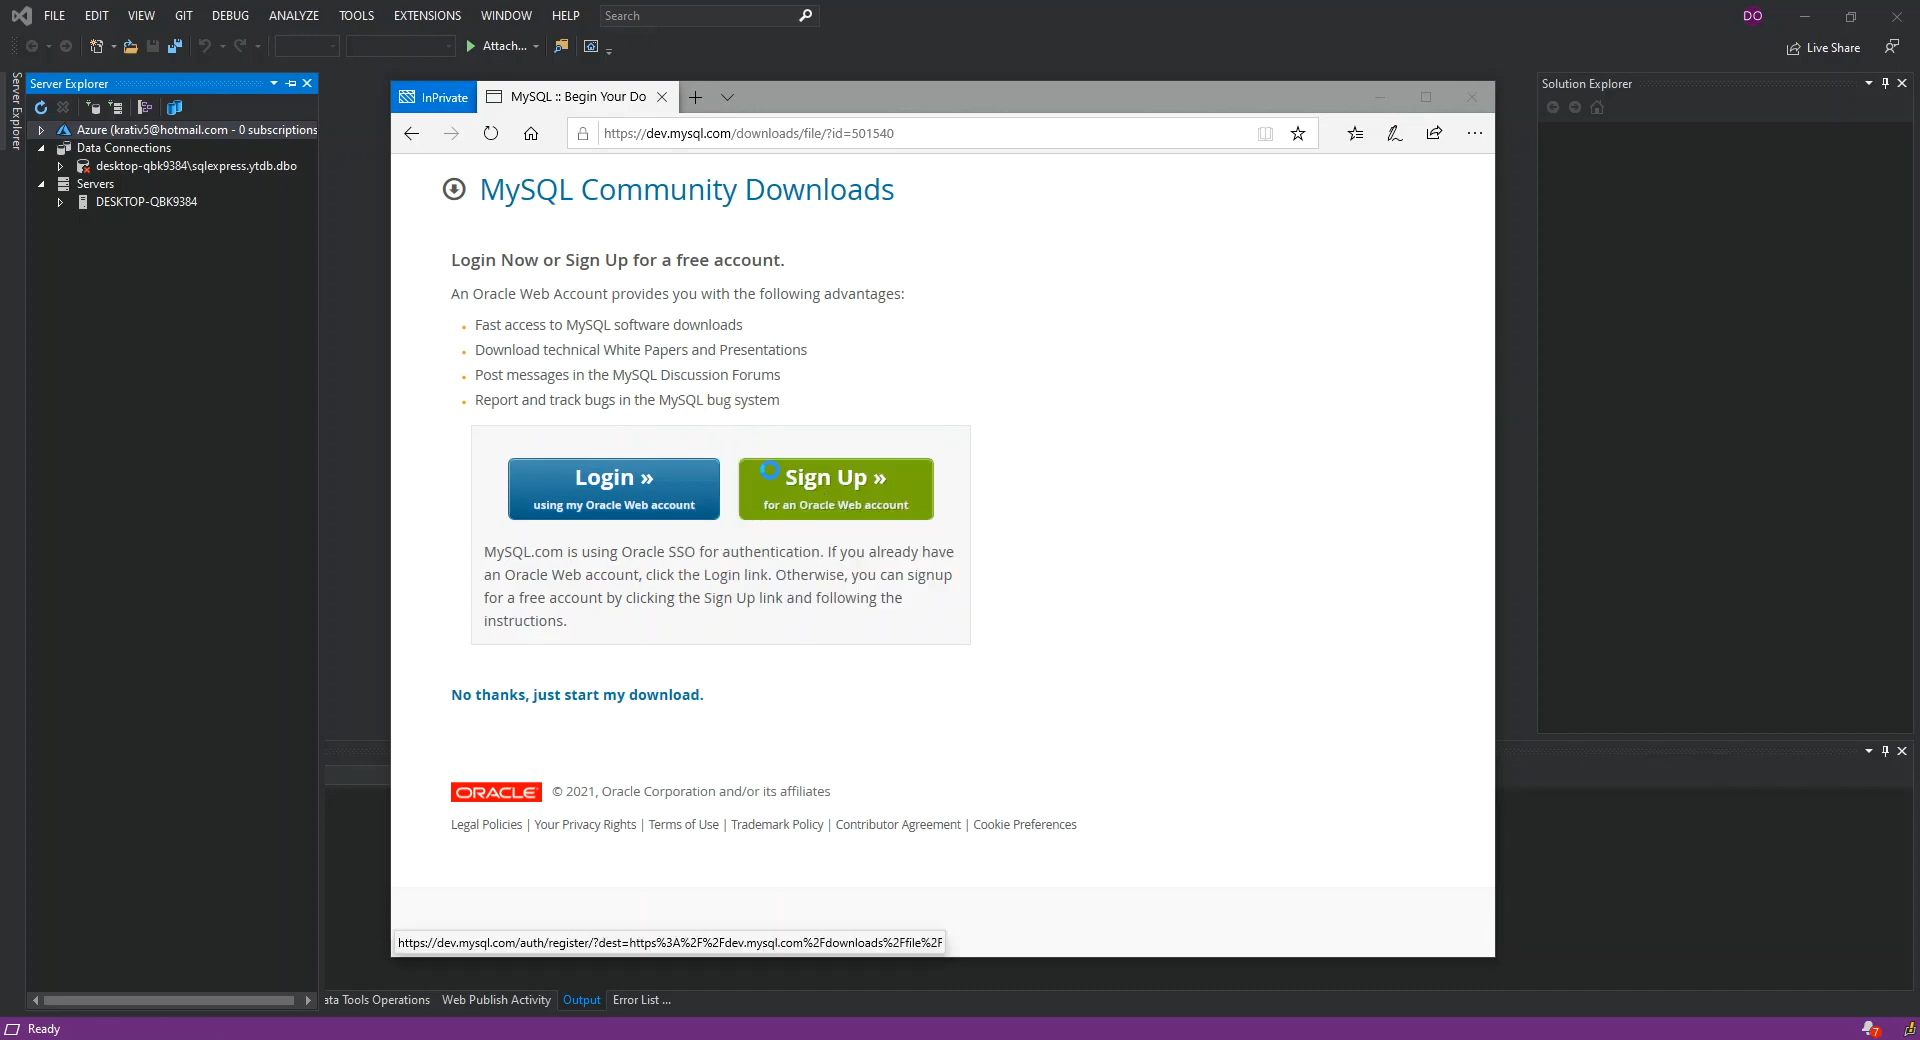 FILE EDIT VIEW GIT DEBUG ANALYZE TOOLS EXTENSIONS WINDOW HELP Search DO
Attach... Live Share
Server Explorer
Server Explorer
Azure (krativ5@hotmail.com - 0 subscriptions
Data Connections
desktop-qbk9384\sqlexpress.ytdb.dbo
Servers
DESKTOP-QBK9384
InPrivate MySQL :: Begin Your Do
https://dev.mysql.com/downloads/file/?id=501540
MySQL Community Downloads
Login Now or Sign Up for a free account.
An Oracle Web Account provides you with the following advantages:
Fast access to MySQL software downloads
Download technical White Papers and Presentations
Post messages in the MySQL Discussion Forums
Report and track bugs in the MySQL bug system
Login »
using my Oracle Web account
Sign Up »
for an Oracle Web account
MySQL.com is using Oracle SSO for authentication. If you already have
an Oracle Web account, click the Login link. Otherwise, you can signup
for a free account by clicking the Sign Up link and following the
instructions.
No thanks, just start my download.
ORACLE © 2021, Oracle Corporation and/or its affiliates
Legal Policies | Your Privacy Rights | Terms of Use | Trademark Policy | Contributor Agreement | Cookie Preferences
https://dev.mysql.com/auth/register/?dest=https%3A%2F%2Fdev.mysql.com%2Fdownloads%2Ffile%2F
Solution Explorer
ata Tools Operations Web Publish Activity Output Error List ...
Ready 7